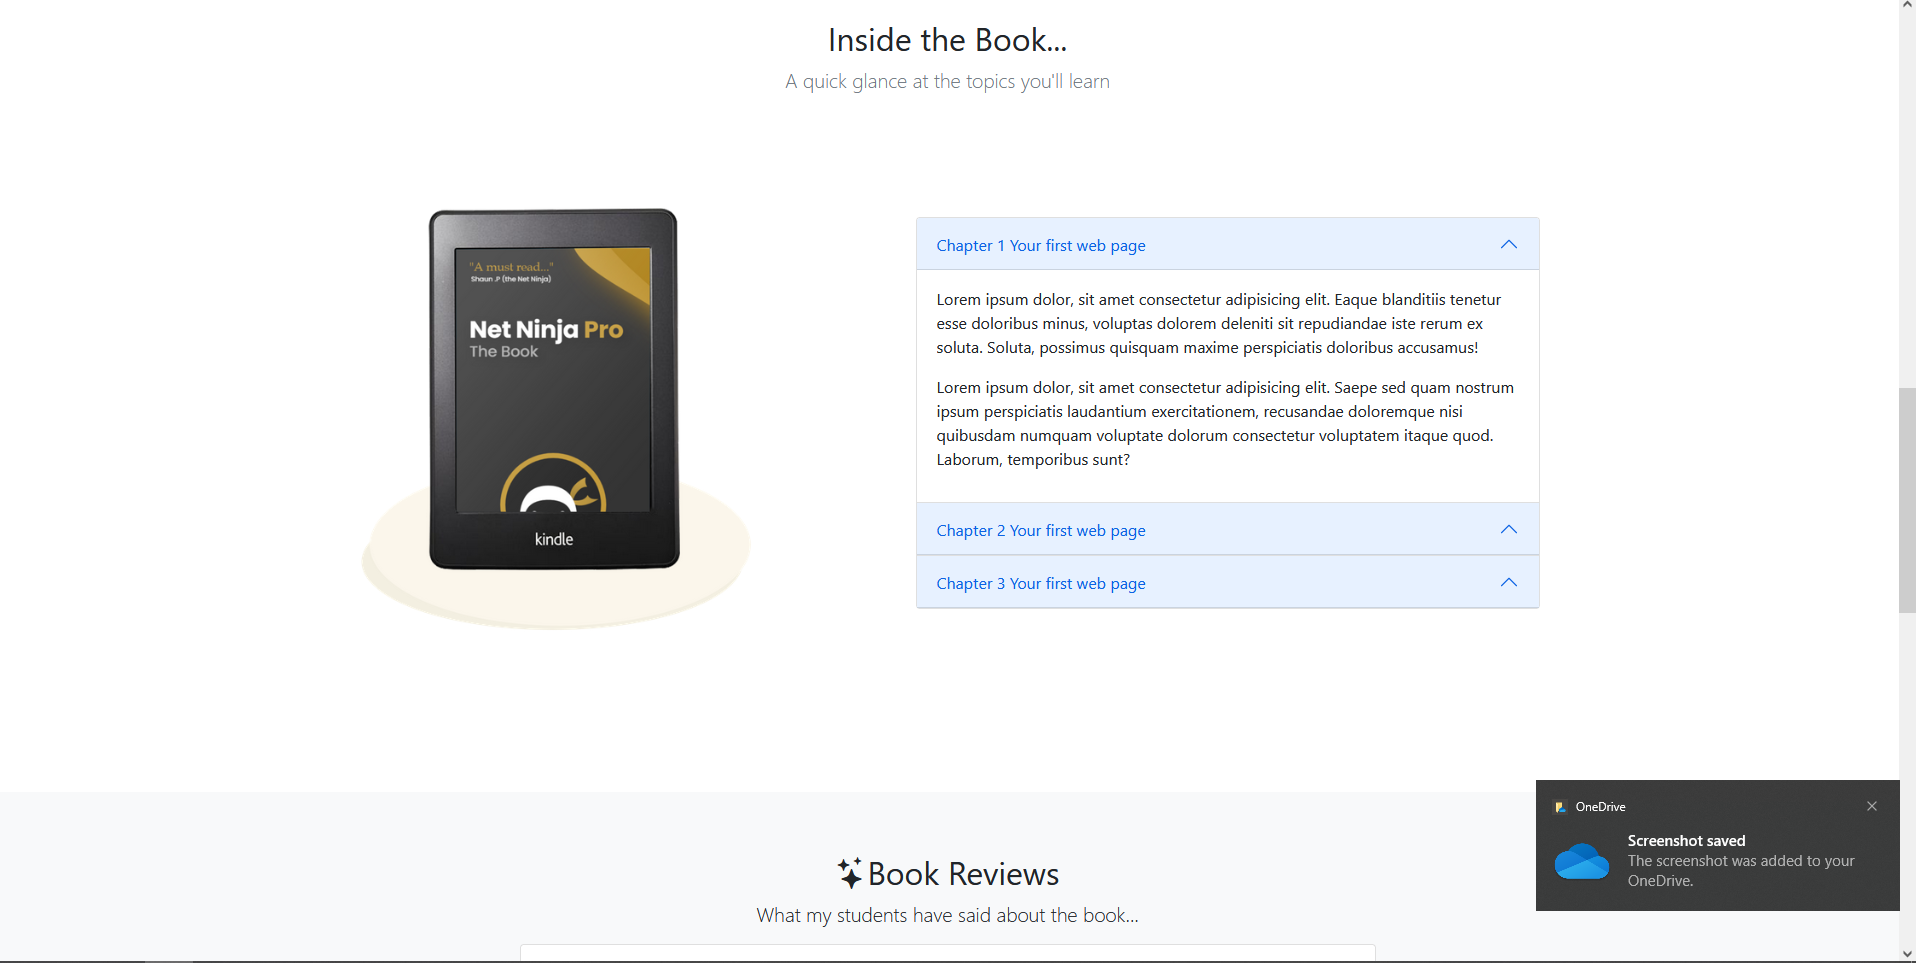 Inside the Book...
A quick glance at the topics you'll learn
"A must read..."
Shaun .P (the Net Ninja)
Net Ninja Pro
The Book
kindle
Chapter 1 Your first web page
Lorem ipsum dolor, sit amet consectetur adipisicing elit. Eaque blanditiis tenetur
esse doloribus minus, voluptas dolorem deleniti sit repudiandae iste rerum ex
soluta. Soluta, possimus quisquam maxime perspiciatis doloribus accusamus!
Lorem ipsum dolor, sit amet consectetur adipisicing elit. Saepe sed quam nostrum
ipsum perspiciatis laudantium exercitationem, recusandae doloremque nisi
quibusdam numquam voluptate dolorum consectetur voluptatem itaque quod.
Laborum, temporibus sunt?
Chapter 2 Your first web page
Chapter 3 Your first web page
Book Reviews
What my students have said about the book...
OneDrive
Screenshot saved
The screenshot was added to your
OneDrive.